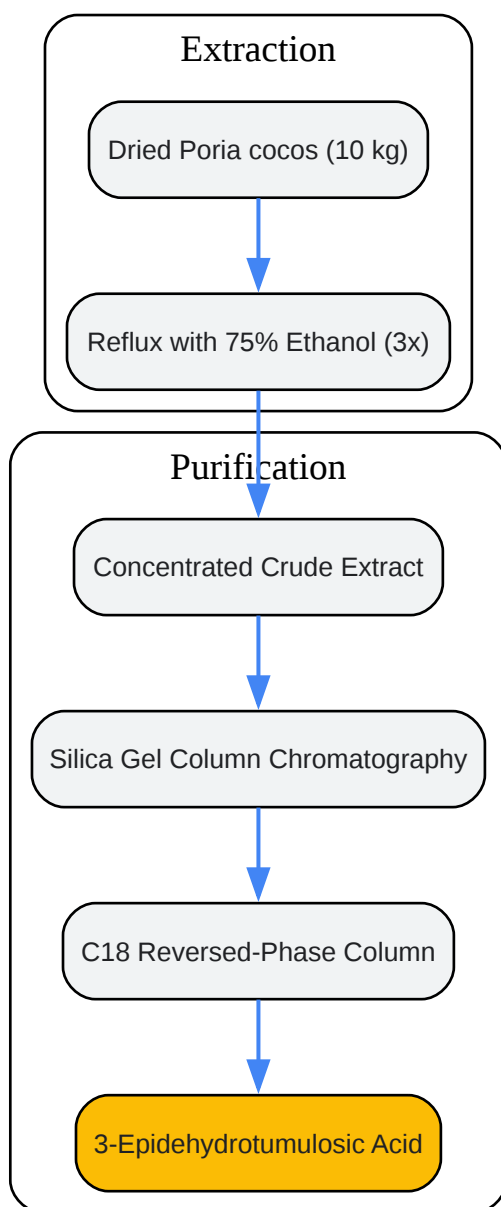 Extraction
Dried Poria cocos (10 kg)
Reflux with 75% Ethanol (3x)
Purification
Concentrated Crude Extract
Silica Gel Column Chromatography
C18 Reversed-Phase Column
3-Epidehydrotumulosic Acid